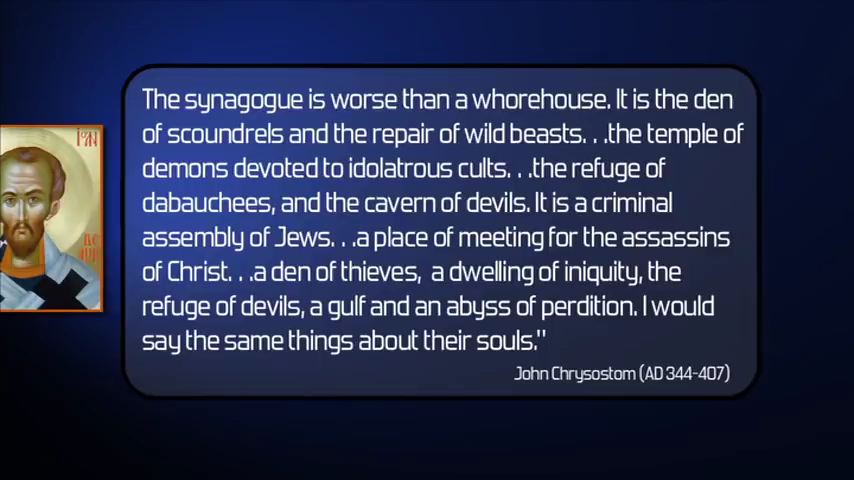 The synagogue is worse than a whorehouse. It is the den
of scoundrels and the repair of wild beasts. . .the temple of
demons devoted to idolatrous cults. . .the refuge of
dabauchees, and the cavern of devils. It is a criminal
assembly of Jews. . .a place of meeting for the assassins
of Christ. . .a den of thieves, a dwelling of iniquity, the
refuge of devils, a gulf and an abyss of perdition. I would
say the same things about their souls."
John Chrysostom (AD 344-407)